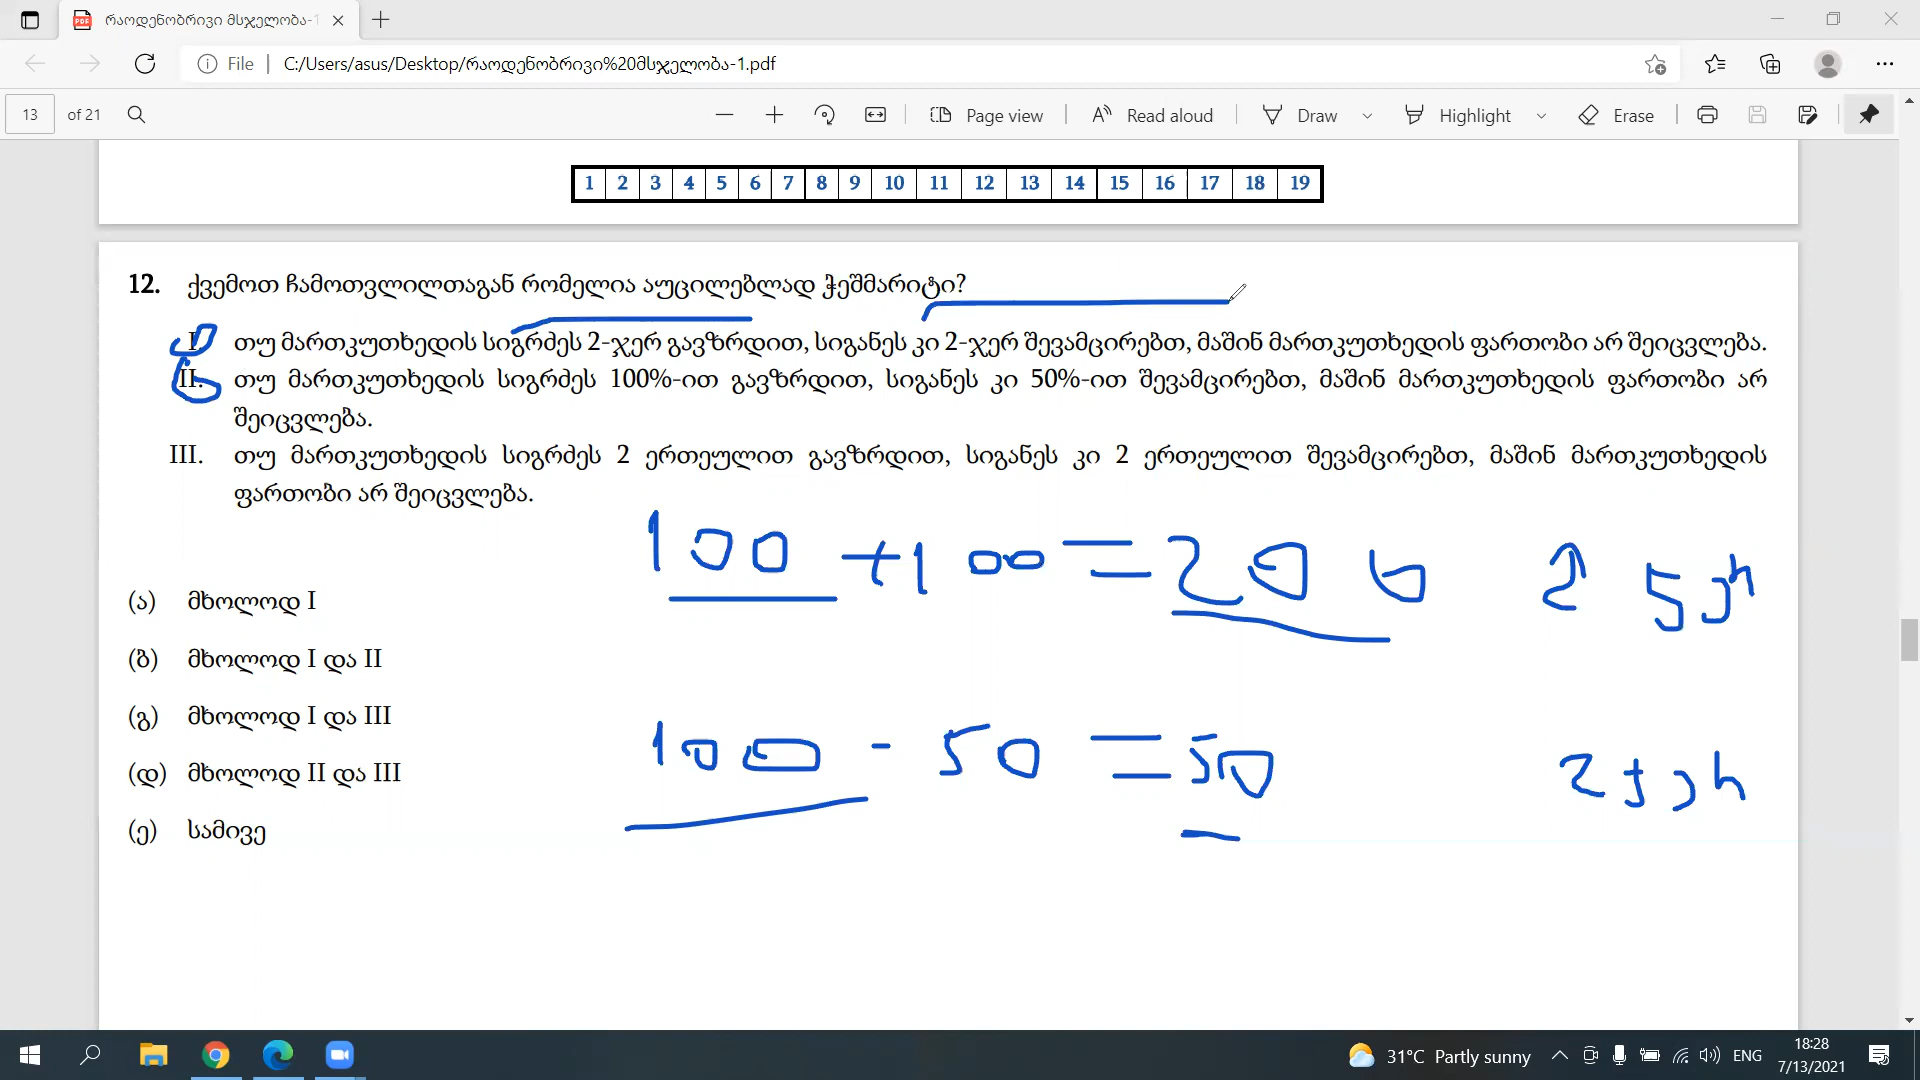 რაოდენობრივი მსჯელობა-1
File C:/Users/asus/Desktop/რაოდენობრივი%20მსჯელობა-1.pdf
13 of 21 Page view Read aloud Draw Highlight Erase
1 2 3 4 5 6 7 8 9 10 11 12 13 14 15 16 17 18 19
12. ქვემოთ ჩამოთვლილთაგან რომელია აუცილებლად ჭეშმარიტი?
I. თუ მართკუთხედის სიგრძეს 2-ჯერ გავზრდით, სიგანეს კი 2-ჯერ შევამცირებთ, მაშინ მართკუთხედის ფართობი არ შეიცვლება.
II. თუ მართკუთხედის სიგრძეს 100%-ით გავზრდით, სიგანეს კი 50%-ით შევამცირებთ, მაშინ მართკუთხედის ფართობი არ
შეიცვლება.
III. თუ მართკუთხედის სიგრძეს 2 ერთეულით გავზრდით, სიგანეს კი 2 ერთეულით შევამცირებთ, მაშინ მართკუთხედის
ფართობი არ შეიცვლება.
100 + 100 = 200
(ა) მხოლოდ I
(ბ) მხოლოდ I და II
(გ) მხოლოდ I და III
100 - 50 = 50
(დ) მხოლოდ II და III
(ე) სამივე
31°C Partly sunny ENG 18:28
7/13/2021